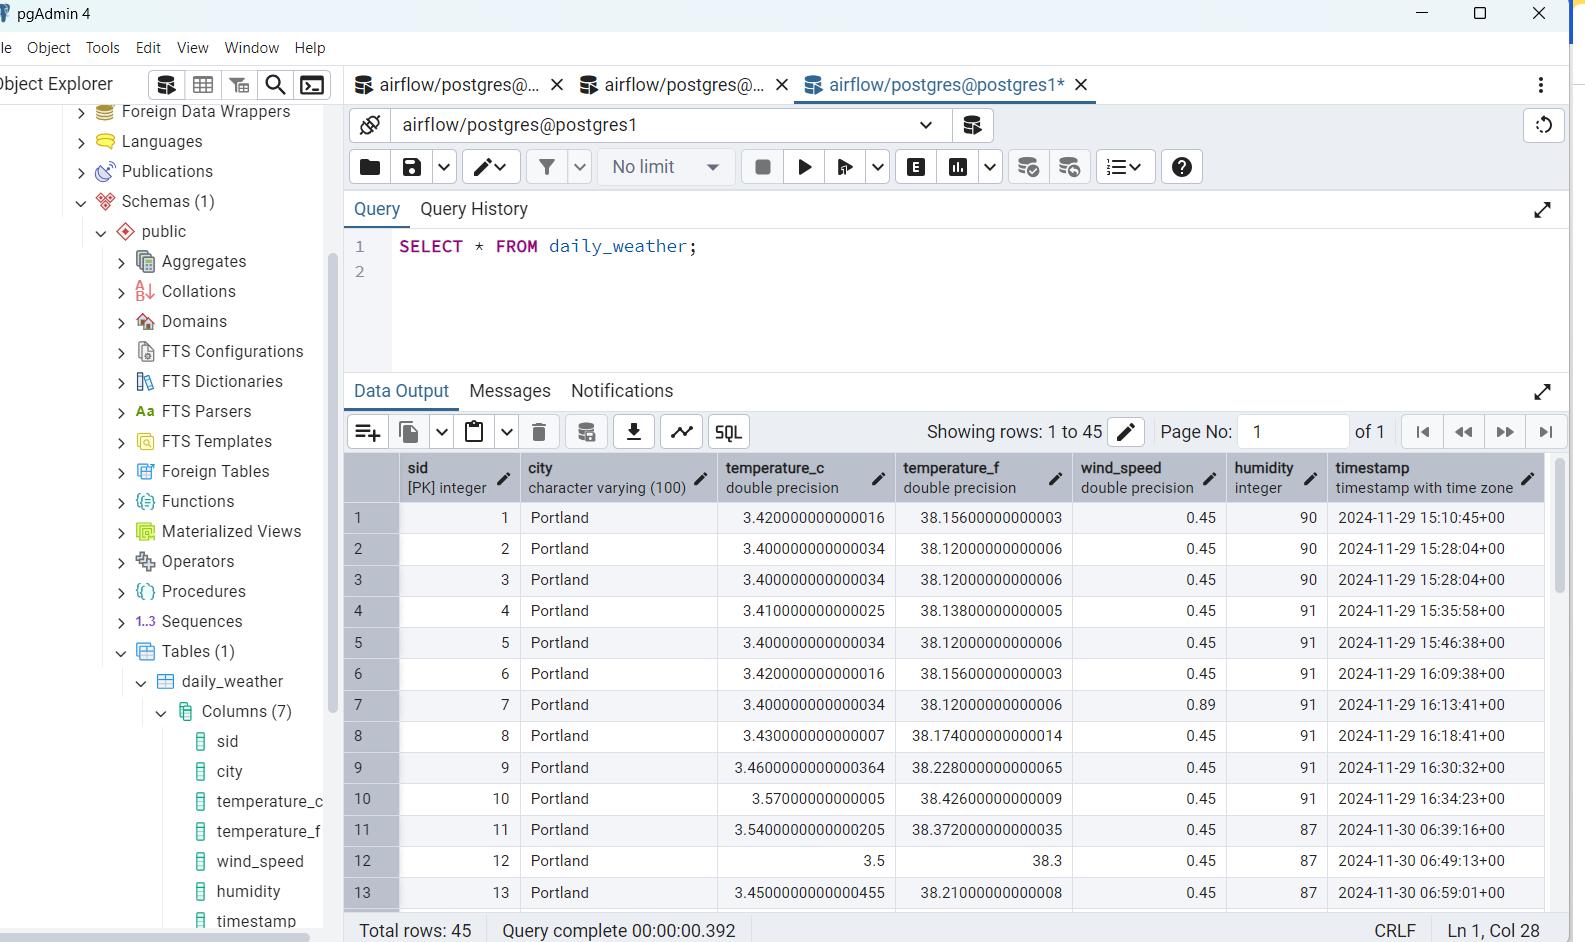 pgAdmin 4
le Object Tools Edit View Window Help
Object Explorer
Foreign Data Wrappers
Languages
Publications
Schemas (1)
public
Aggregates
Collations
Domains
FTS Configurations
FTS Dictionaries
Aa FTS Parsers
FTS Templates
Foreign Tables
Functions
Materialized Views
Operators
Procedures
1..3 Sequences
Tables (1)
daily_weather
Columns (7)
sid
city
temperature_c
temperature_f
wind_speed
humidity
timestamp
airflow/postgres@... airflow/postgres@... airflow/postgres@postgres1*
airflow/postgres@postgres1
No limit E
Query Query History
1 SELECT * FROM daily_weather;
2
Data Output Messages Notifications
SQL Showing rows: 1 to 45 Page No: 1 of 1
sid city temperature_c temperature_f wind_speed humidity timestamp
[PK] integer character varying (100) double precision double precision double precision integer timestamp with time zone
1 1 Portland 3.420000000000016 38.15600000000003 0.45 90 2024-11-29 15:10:45+00
2 2 Portland 3.400000000000034 38.12000000000006 0.45 90 2024-11-29 15:28:04+00
3 3 Portland 3.400000000000034 38.12000000000006 0.45 90 2024-11-29 15:28:04+00
4 4 Portland 3.410000000000025 38.13800000000005 0.45 91 2024-11-29 15:35:58+00
5 5 Portland 3.400000000000034 38.12000000000006 0.45 91 2024-11-29 15:46:38+00
6 6 Portland 3.420000000000016 38.15600000000003 0.45 91 2024-11-29 16:09:38+00
7 7 Portland 3.400000000000034 38.12000000000006 0.89 91 2024-11-29 16:13:41+00
8 8 Portland 3.430000000000007 38.174000000000014 0.45 91 2024-11-29 16:18:41+00
9 9 Portland 3.4600000000000364 38.228000000000065 0.45 91 2024-11-29 16:30:32+00
10 10 Portland 3.57000000000005 38.42600000000009 0.45 91 2024-11-29 16:34:23+00
11 11 Portland 3.5400000000000205 38.372000000000035 0.45 87 2024-11-30 06:39:16+00
12 12 Portland 3.5 38.3 0.45 87 2024-11-30 06:49:13+00
13 13 Portland 3.4500000000000455 38.21000000000008 0.45 87 2024-11-30 06:59:01+00
Total rows: 45 Query complete 00:00:00.392 CRLF Ln 1, Col 28